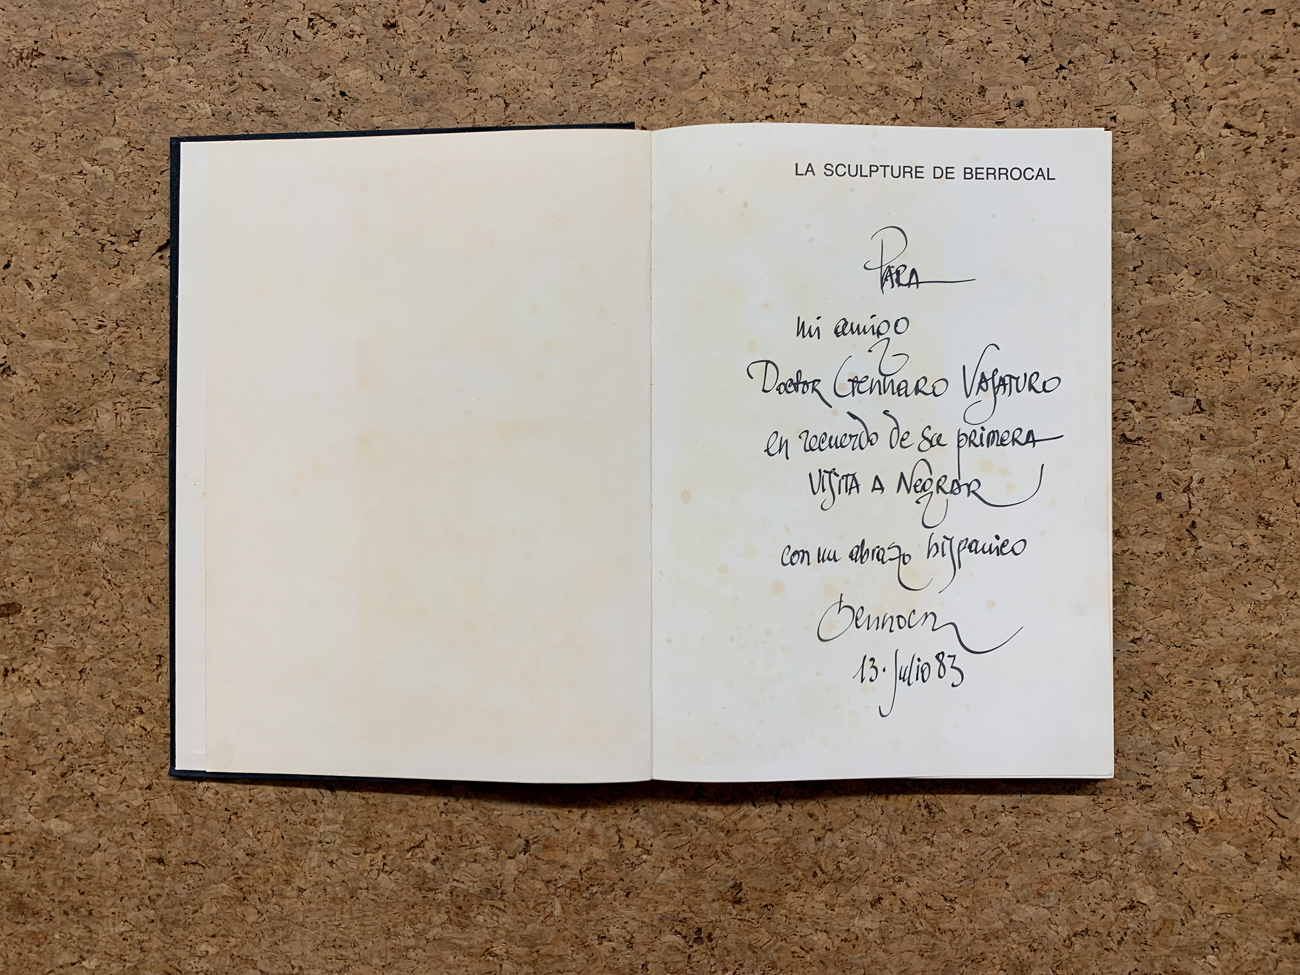 LA SCULPTURE DE BERROCAL
PARA
mi amigo
Doctor Gennaro VASATURO
en recuerdo de su primera
VISITA A NEGRAR
con un abrazo hispanico
Berrocal
13. Julio 83